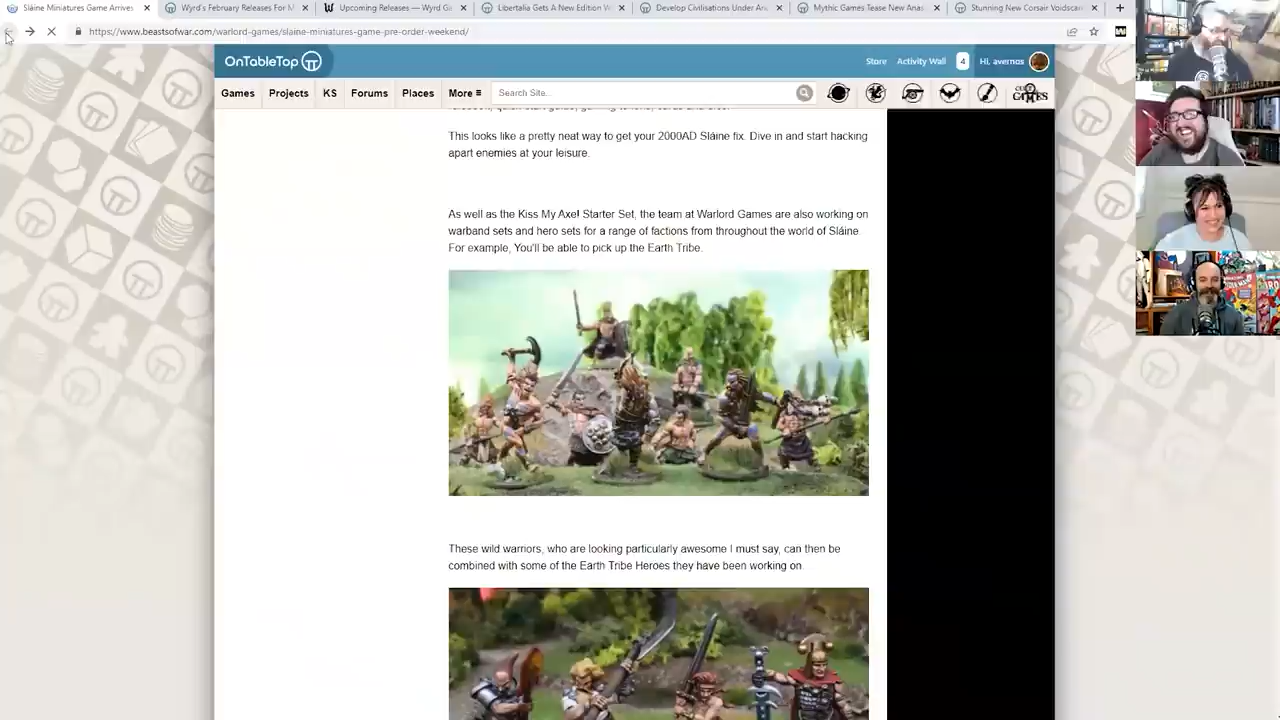 Sláine Miniatures Game Arrives
Wyrd's February Releases For M
Upcoming Releases — Wyrd Ga
Libertalia Gets A New Edition W
Develop Civilisations Under An
Mythic Games Tease New Anas
Stunning New Corsair Voidscarr
https://www.beastsofwar.com/warlord-games/slaine-miniatures-game-pre-order-weekend/
OnTableTop
Store
Activity Wall
4
Hi, avernos
Games
Projects
KS
Forums
Places
More
Search Site...
GAMES
This looks like a pretty neat way to get your 2000AD Sláine fix. Dive in and start hacking
apart enemies at your leisure.
As well as the Kiss My Axe! Starter Set, the team at Warlord Games are also working on
warband sets and hero sets for a range of factions from throughout the world of Sláine.
For example, You'll be able to pick up the Earth Tribe.
These wild warriors, who are looking particularly awesome I must say, can then be
combined with some of the Earth Tribe Heroes they have been working on.